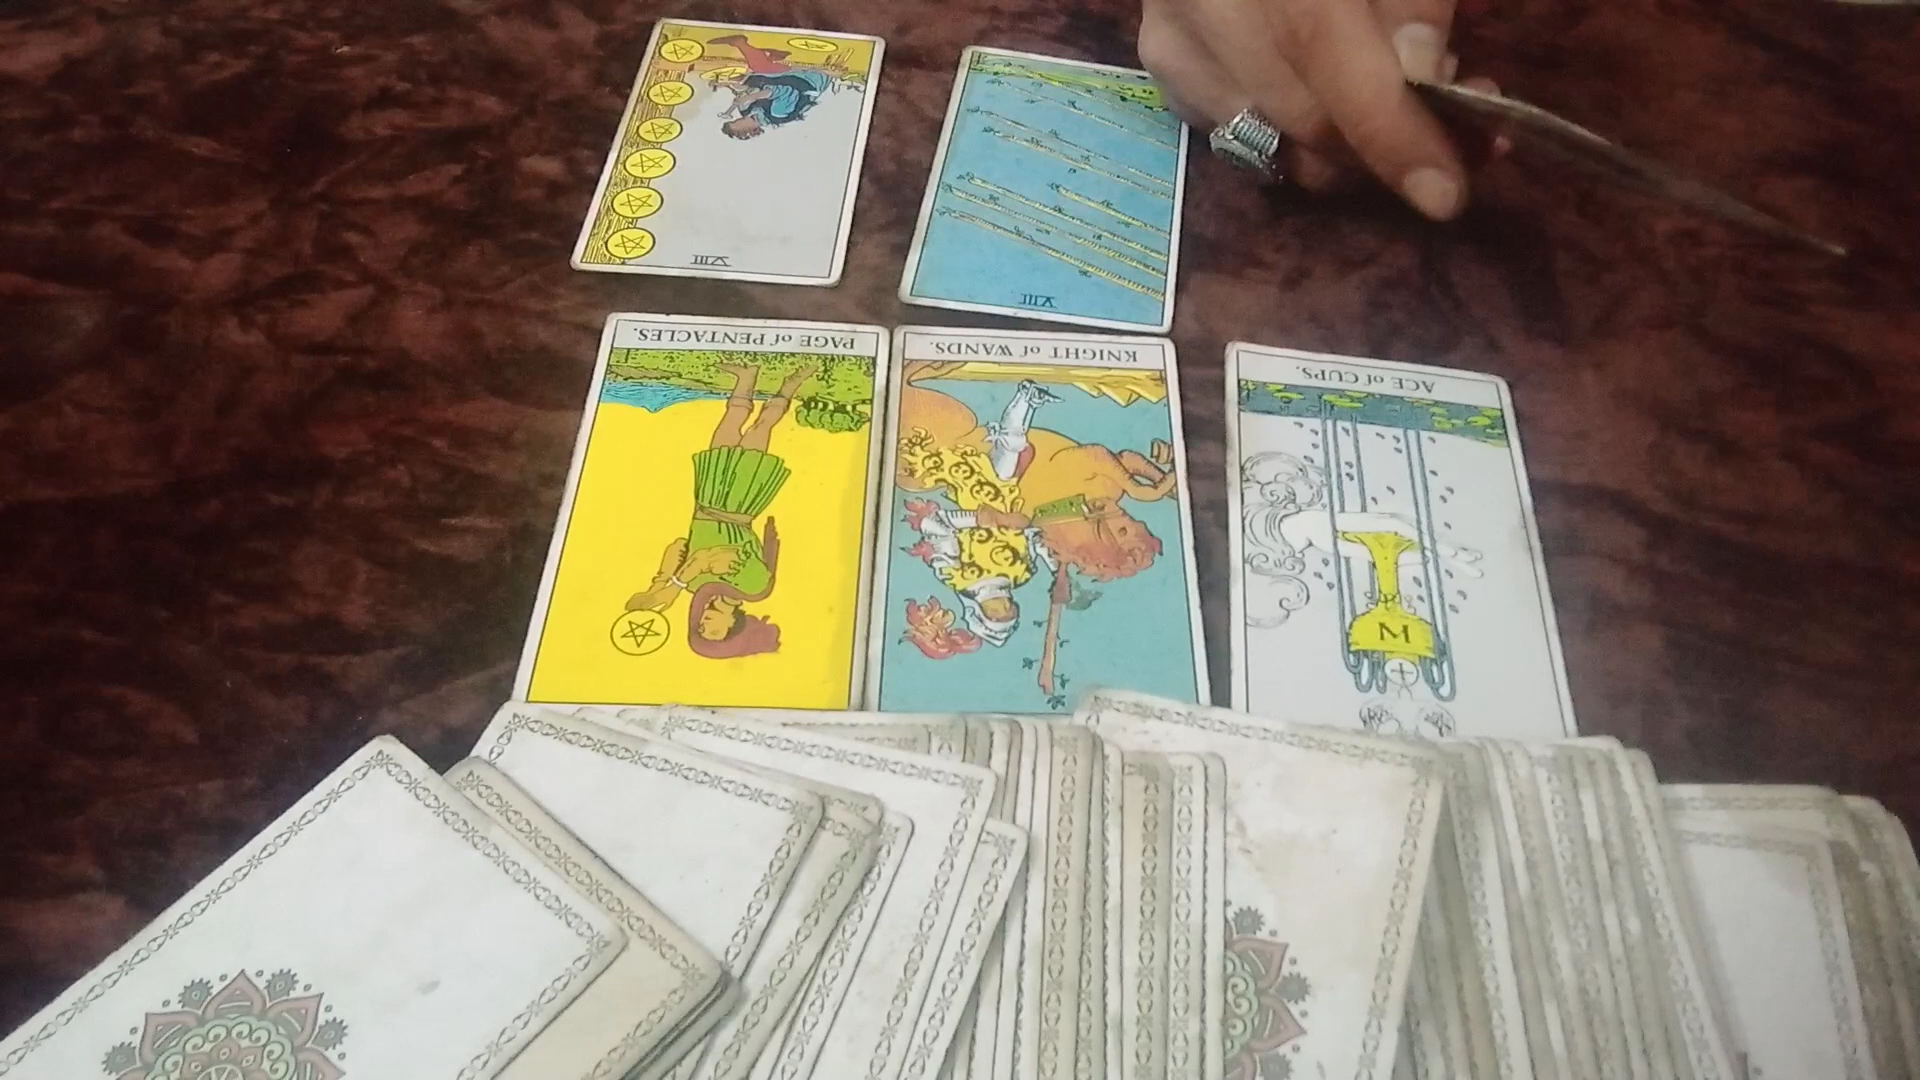 VIII
VIII
PAGE of PENTACLES.
KNIGHT of WANDS.
ACE of CUPS.
W